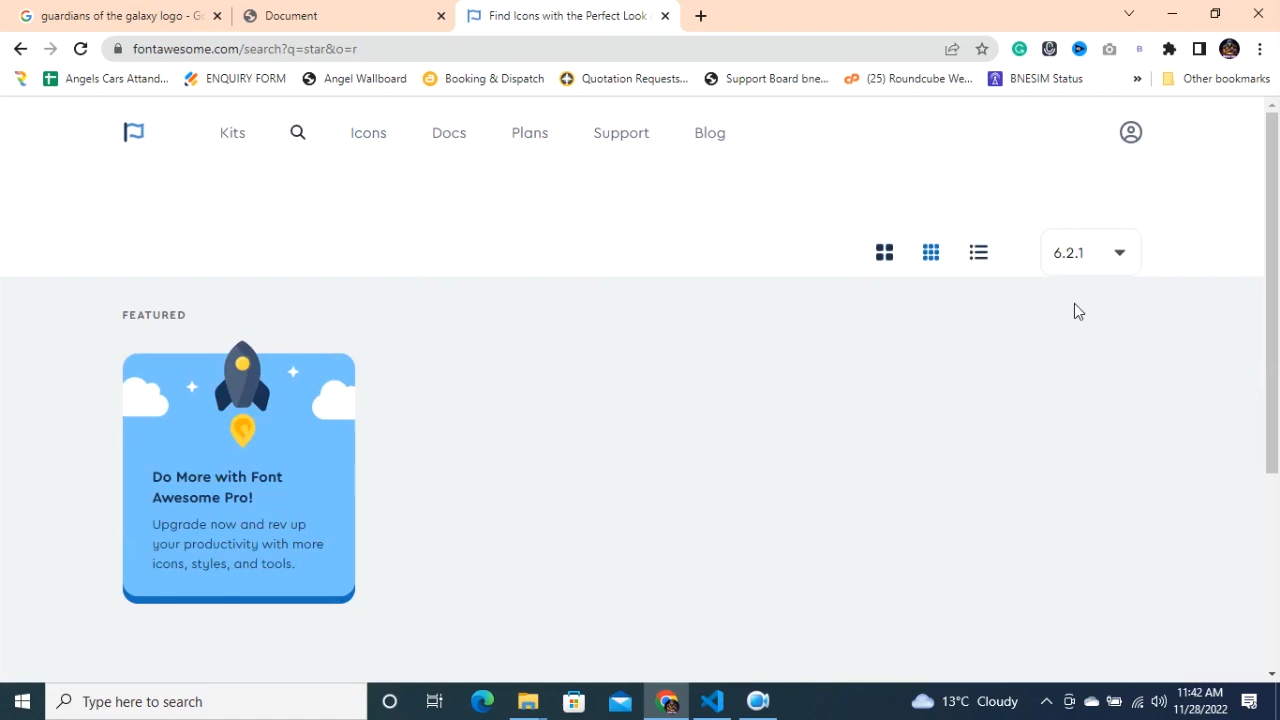 guardians of the galaxy logo - Go
Document
Find Icons with the Perfect Look
fontawesome.com/search?q=star&o=r
Angels Cars Attand...
ENQUIRY FORM
Angel Wallboard
Booking & Dispatch
Quotation Requests...
Support Board bne...
(25) Roundcube We...
BNESIM Status
»
Other bookmarks
Kits
Icons
Docs
Plans
Support
Blog
6.2.1
FEATURED
Do More with Font
Awesome Pro!
Upgrade now and rev up
your productivity with more
icons, styles, and tools.
Type here to search
13°C Cloudy
11:42 AM
11/28/2022